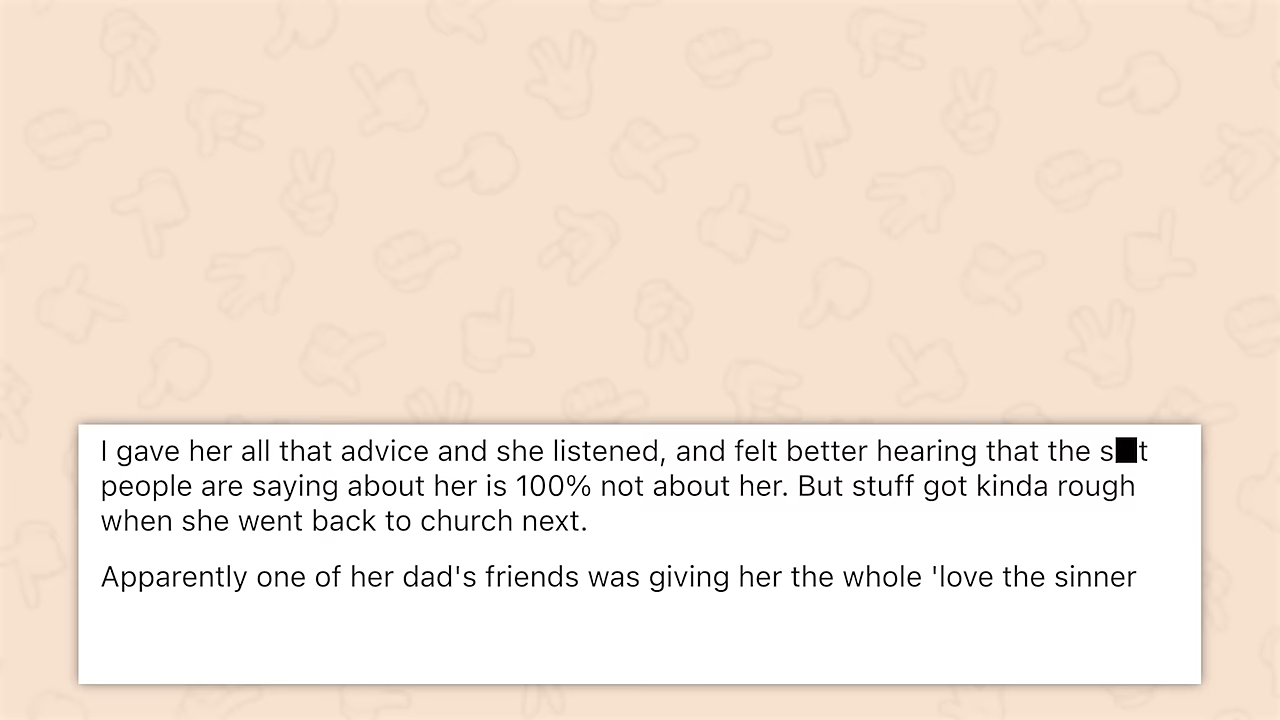 I gave her all that advice and she listened, and felt better hearing that the s■t
people are saying about her is 100% not about her. But stuff got kinda rough
when she went back to church next.
Apparently one of her dad's friends was giving her the whole 'love the sinner